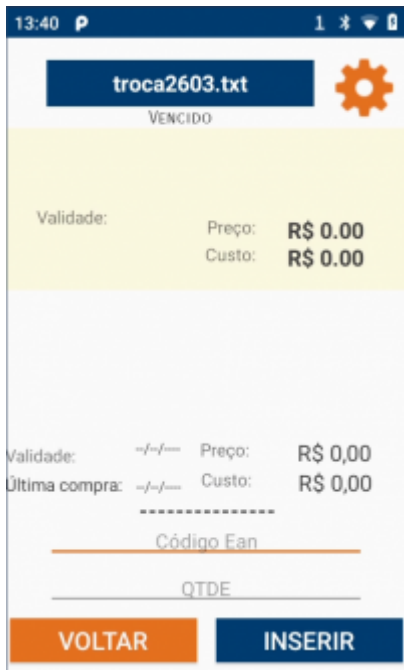 13:40 P 1
troca2603.txt
VENCIDO
Validade:
Preço: R$ 0.00
Custo: R$ 0.00
Validade: --/--/---- Preço: R$ 0,00
Última compra: --/--/---- Custo: R$ 0,00
---------------
Código Ean
QTDE
VOLTAR INSERIR